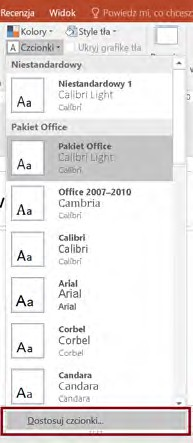 Recenzja Widok Powiedz mi, co chcesz
Kolory Style tła
A Czcionki Ukryj grafikę tła
Niestandardowy
Aa Niestandardowy 1
Calibri Light
Calibri
Pakiet Office
Aa Pakiet Office
Calibri Light
Calibri
Aa Office 2007–2010
Cambria
Calibri
Aa Calibri
Calibri
Calibri
Aa Arial
Arial
Arial
Aa Corbel
Corbel
Corbel
Aa Candara
Candara
Candara
Dostosuj czcionki...